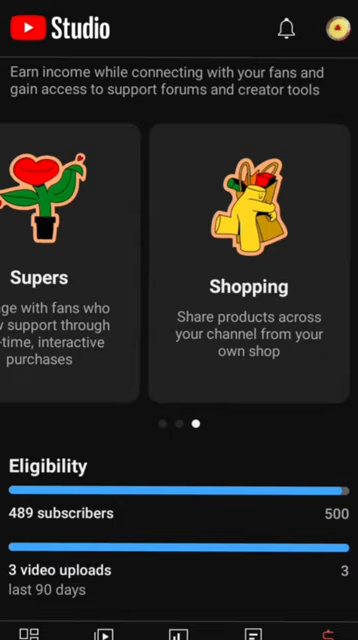 Studio
Earn income while connecting with your fans and
gain access to support forums and creator tools
Supers
ge with fans who
support through
-time, interactive
purchases
Shopping
Share products across
your channel from your
own shop
Eligibility
489 subscribers
500
3 video uploads
3
last 90 days